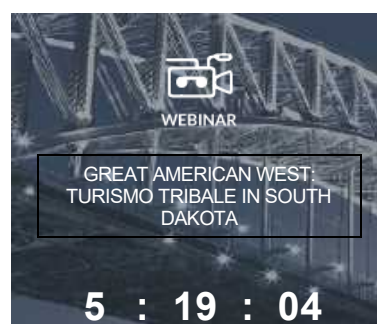 WEBINAR
GREAT AMERICAN WEST:
TURISMO TRIBALE IN SOUTH
DAKOTA
5 : 19 : 04